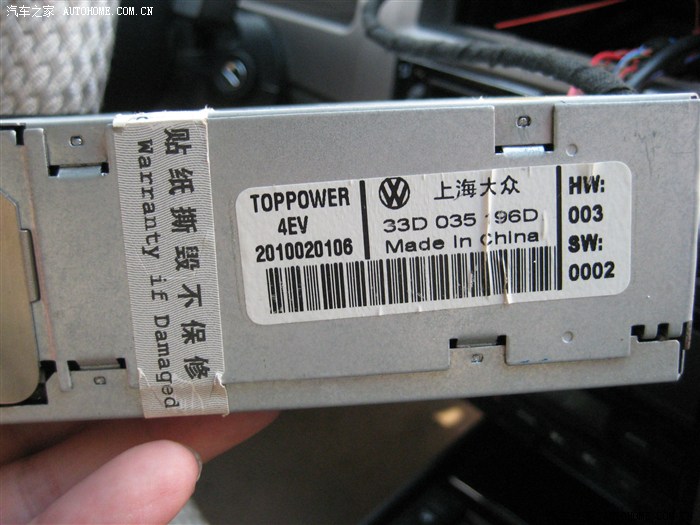 汽车之家 AUTOHOME.COM.CN
贴纸撕毁不保修
Warranty if Damaged
TOPPOWER
4EV
2010020106
上海大众
33D 035 196D
Made In China
HW:
003
SW:
0002